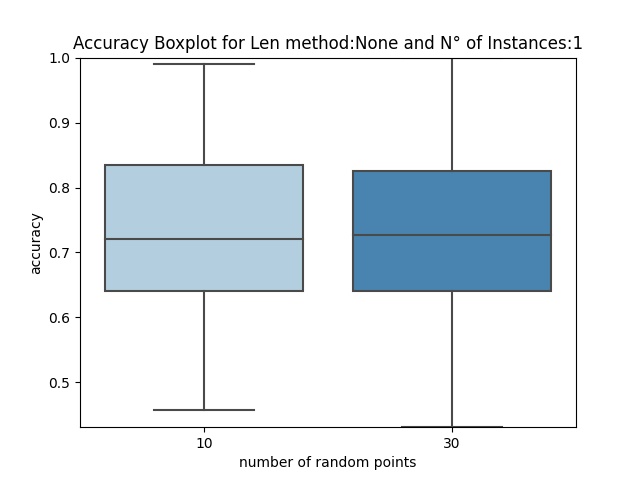 Accuracy Boxplot for Len method:None and N° of Instances:1
1.0
0.9
0.8
0.7
0.6
0.5
accuracy
10 30
number of random points